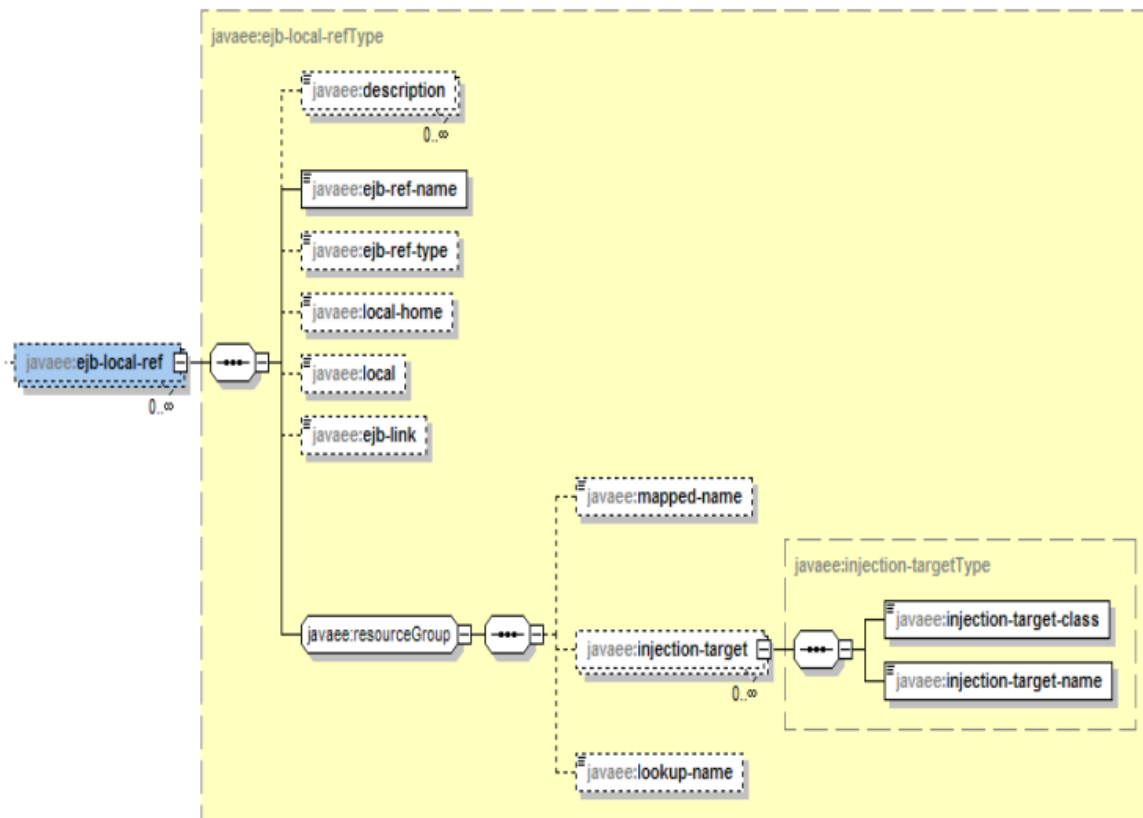 javaee:ejb-local-refType
javaee:description
0..∞
javaee:ejb-ref-name
javaee:ejb-ref-type
javaee:local-home
javaee:ejb-local-ref
0..∞
javaee:local
javaee:ejb-link
javaee:mapped-name
javaee:injection-targetType
javaee:injection-target-class
javaee:resourceGroup
javaee:injection-target
0..∞
javaee:injection-target-name
javaee:lookup-name